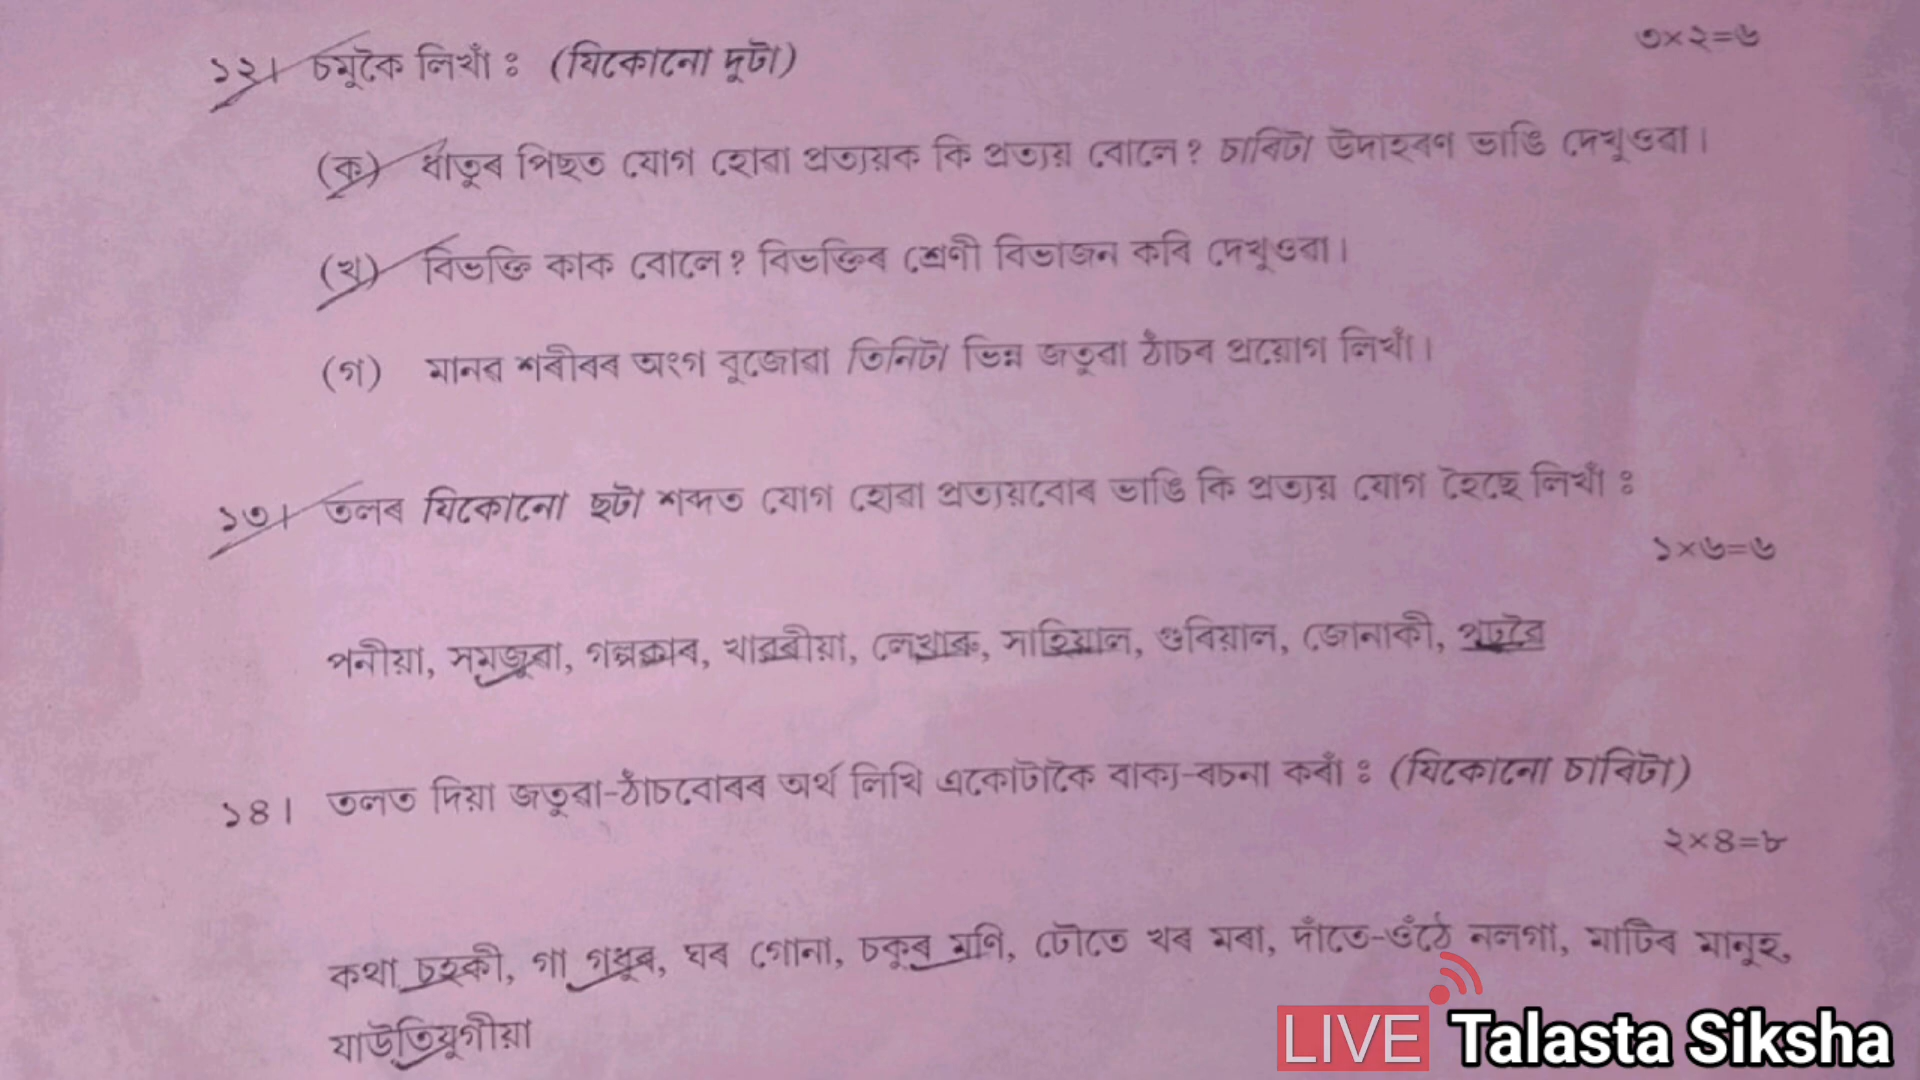 ১২। চমুকৈ লিখাঁ : (যিকোনো দুটা)
৩×২=৬
(ক) ধাতুৰ পিছত যোগ হোৱা প্ৰত্যয়ক কি প্ৰত্যয় বোলে? চাৰিটা উদাহৰণ ভাঙি দেখুওৱা।
(খ) বিভক্তি কাক বোলে? বিভক্তিৰ শ্ৰেণী বিভাজন কৰি দেখুওৱা।
(গ) মানৱ শৰীৰৰ অংগ বুজোৱা তিনিটা ভিন্ন জতুৱা ঠাঁচৰ প্ৰয়োগ লিখাঁ।
১৩। তলৰ যিকোনো ছটা শব্দত যোগ হোৱা প্ৰত্যয়বোৰ ভাঙি কি প্ৰত্যয় যোগ হৈছে লিখাঁ :
১×৬=৬
পনীয়া, সমজুৱা, গল্পকাৰ, খাৱৰীয়া, লেখাৰু, সাহিয়াল, গুৰিয়াল, জোনাকী, পঢ়ুৱৈ
১৪। তলত দিয়া জতুৱা-ঠাঁচবোৰৰ অৰ্থ লিখি একোটাকৈ বাক্য-ৰচনা কৰাঁ : (যিকোনো চাৰিটা)
২×৪=৮
কথা চহকী, গা গধুৰ, ঘৰ গোনা, চকুৰ মণি, ঢৌতে খৰ মৰা, দাঁতে-ওঁঠে নলগা, মাটিৰ মানুহ,
যাউতিযুগীয়া
LIVE Talasta Siksha